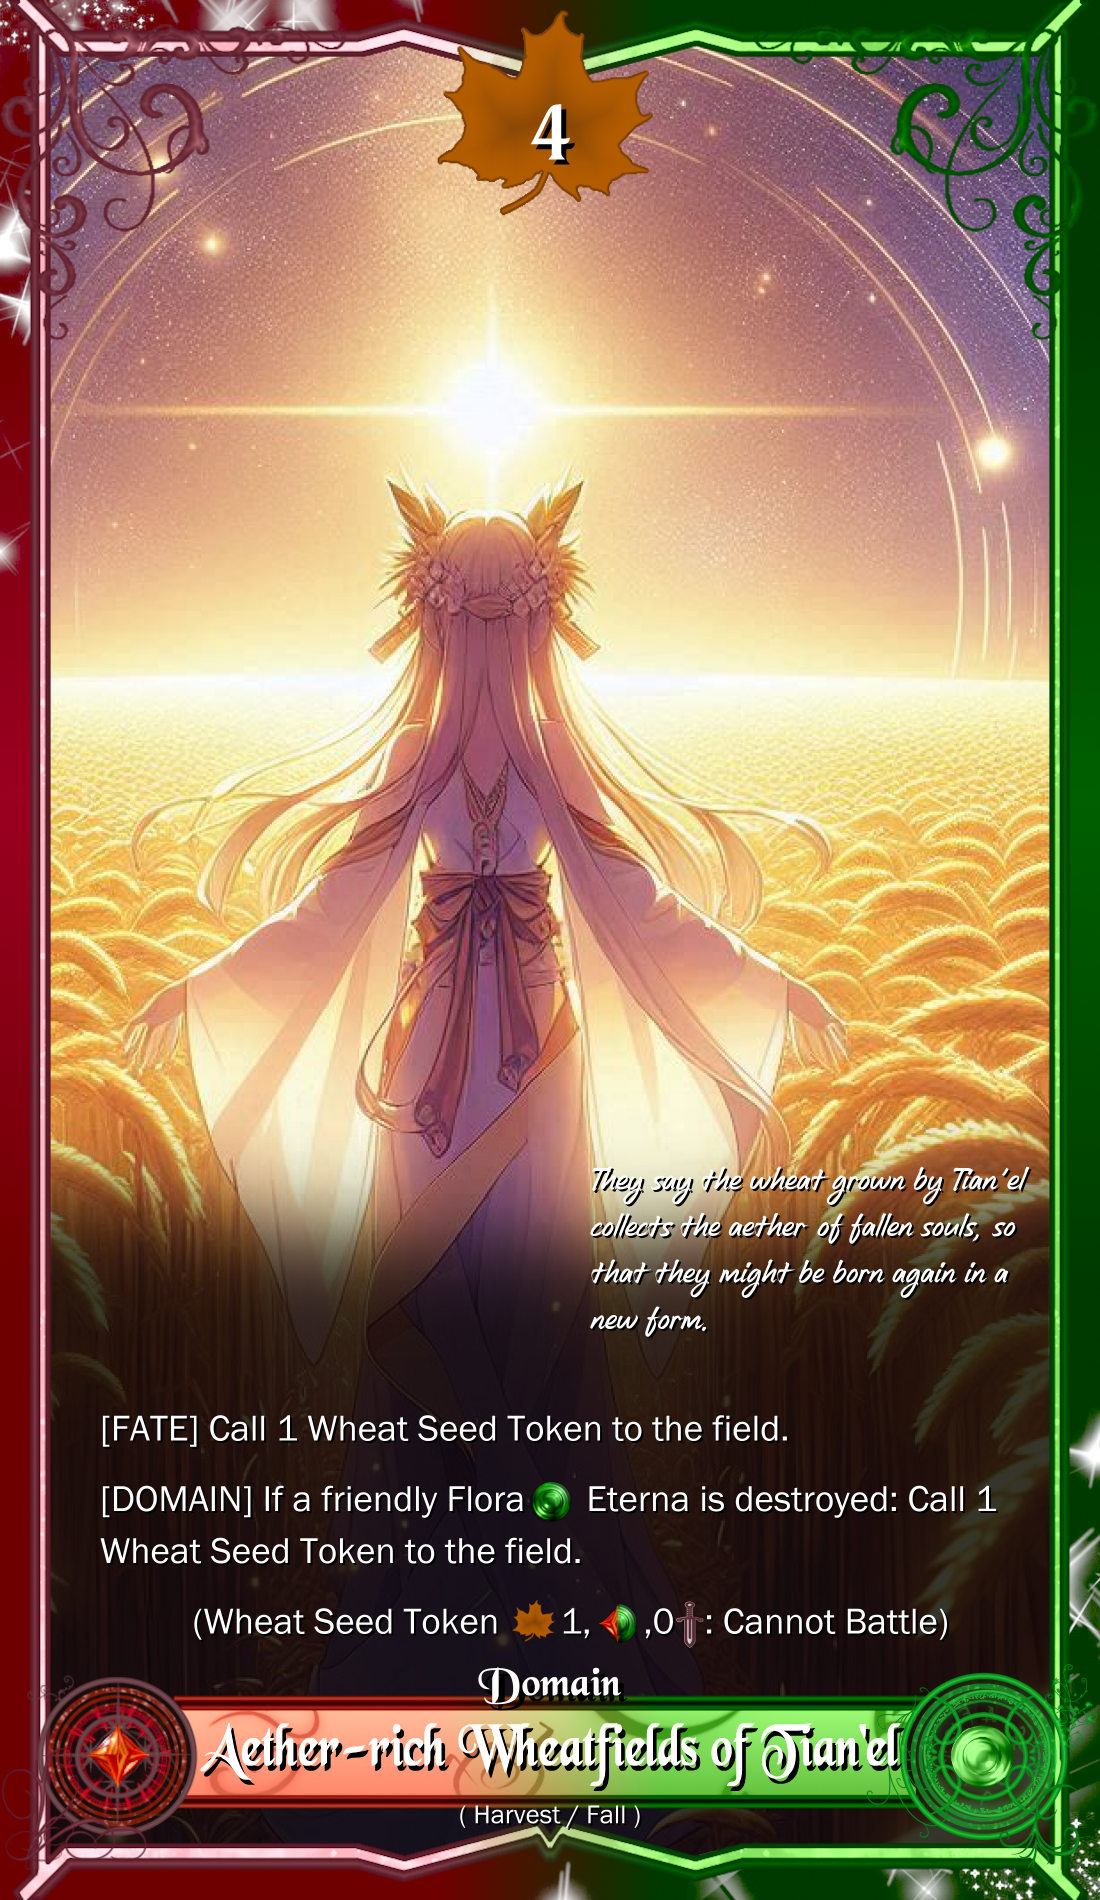 4
They say the wheat grown by Tian'el
collects the aether of fallen souls, so
that they might be born again in a
new form.
[FATE] Call 1 Wheat Seed Token to the field.
[DOMAIN] If a friendly Flora Eterna is destroyed: Call 1
Wheat Seed Token to the field.
(Wheat Seed Token 1, ,0 : Cannot Battle)
Domain
Aether-rich Wheatfields of Tian'el
( Harvest / Fall )